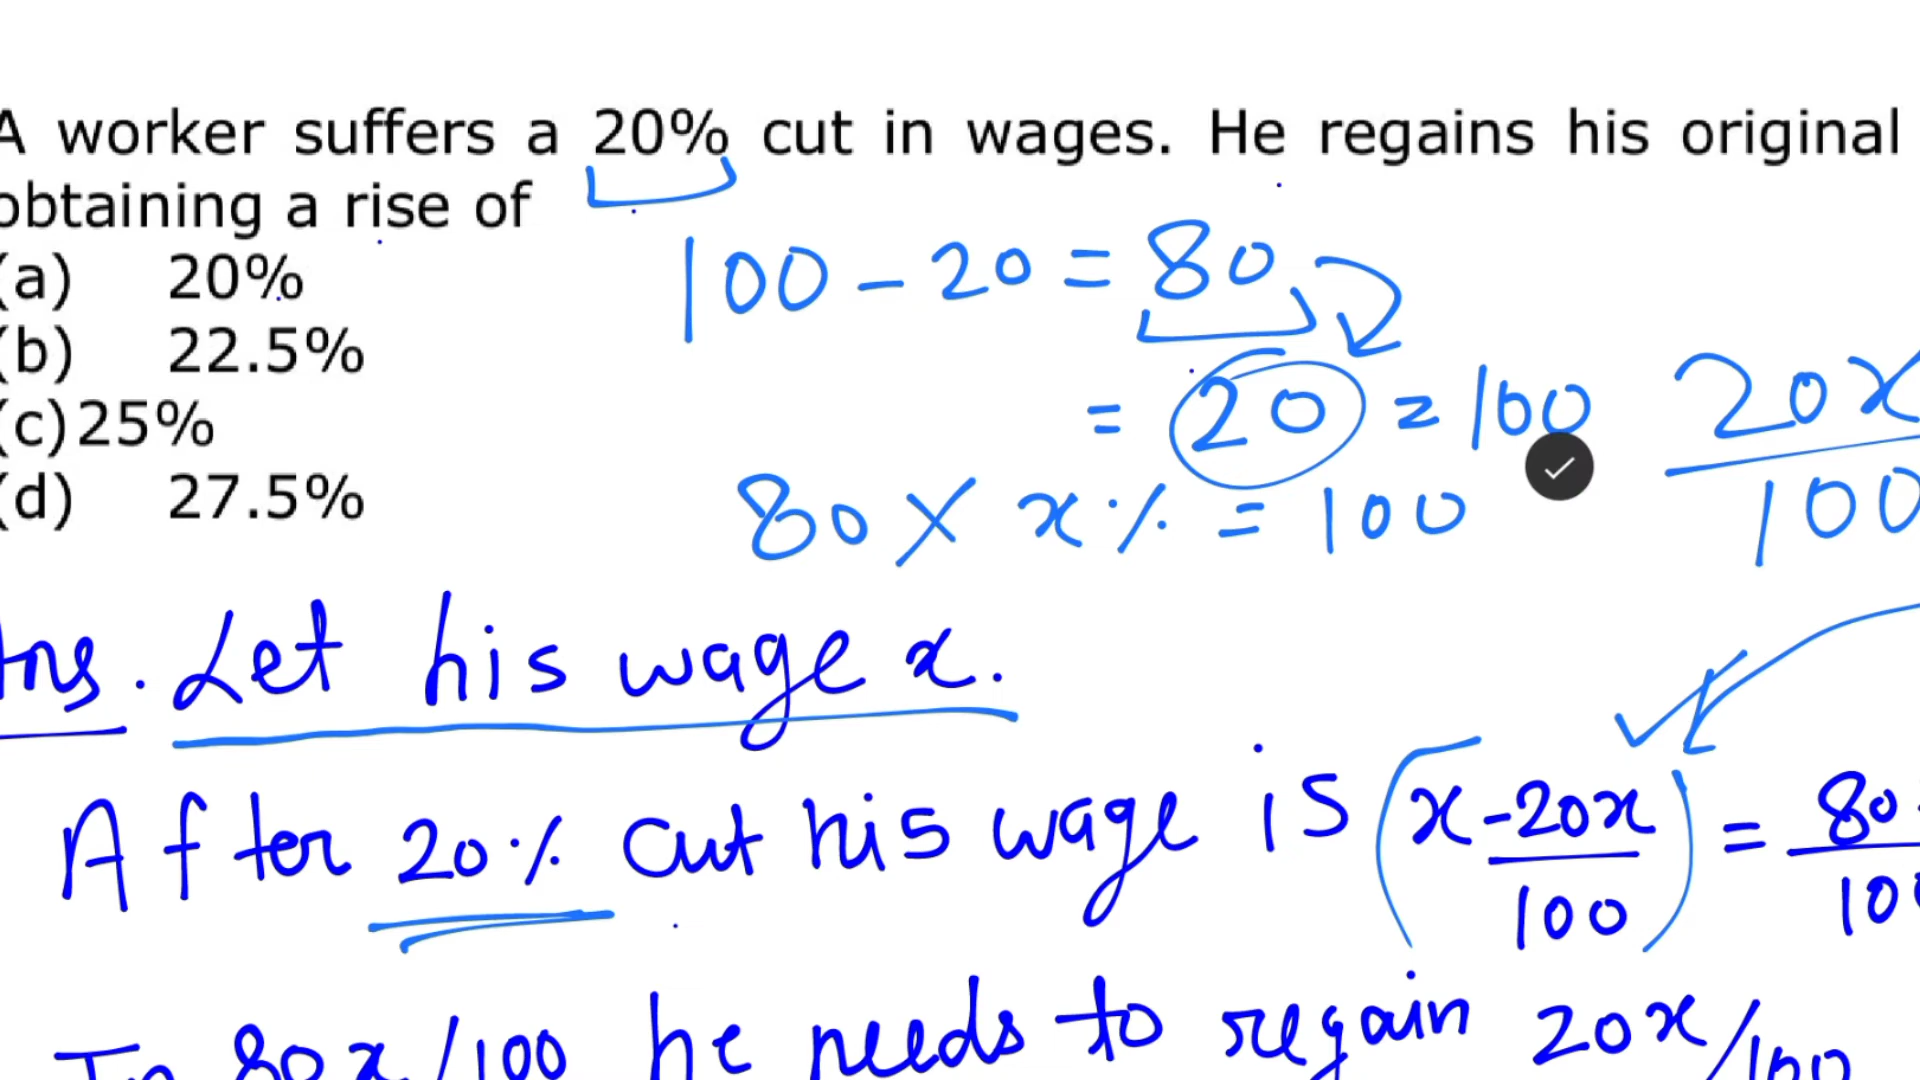 A worker suffers a 20% cut in wages. He regains his original
obtaining a rise of
(a) 20%
(b) 22.5%
(c) 25%
(d) 27.5%
100 - 20 = 80
= 20 = 100
20x
100
80 × x% = 100
Ans. Let his wage x.
After 20% cut his wage is (x - 20x/100) = 80
10
In 80x/100 he needs to regain 20x/100